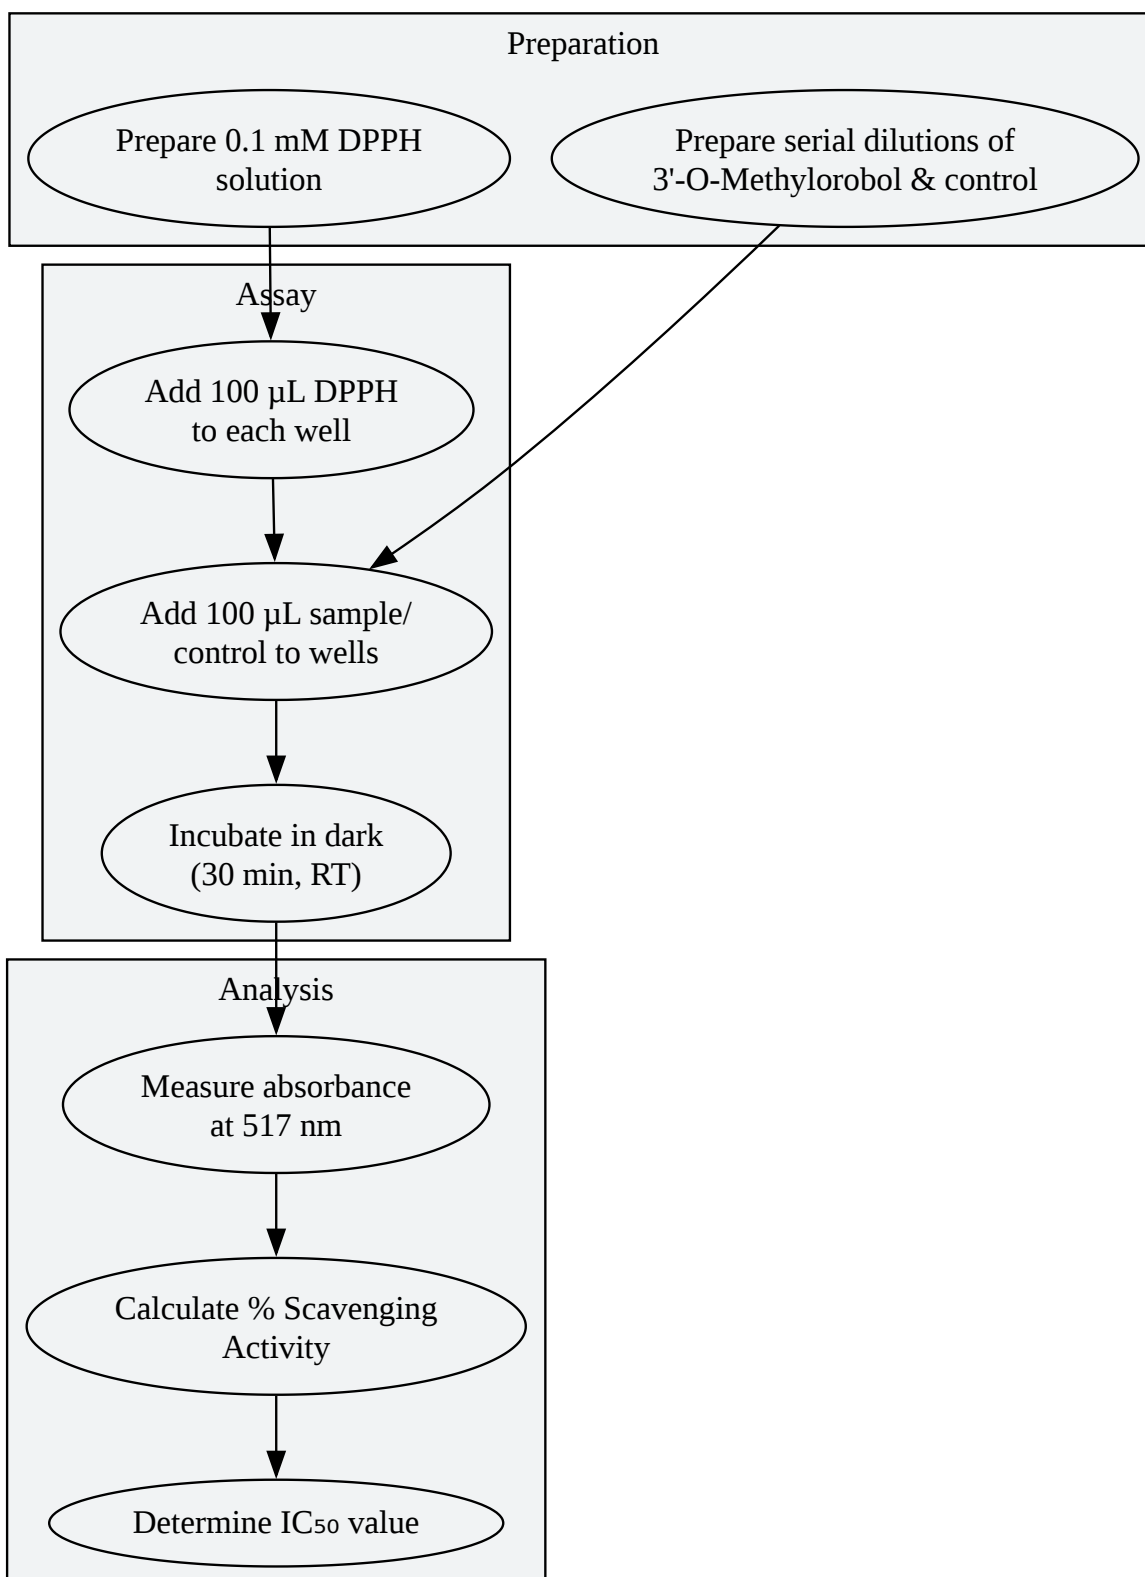 Preparation
Prepare 0.1 mM DPPH
solution
Prepare serial dilutions of
3'-O-Methylorobol & control
Assay
Add 100 µL DPPH
to each well
Add 100 µL sample/
control to wells
Incubate in dark
(30 min, RT)
Analysis
Measure absorbance
at 517 nm
Calculate % Scavenging
Activity
Determine IC₅₀ value